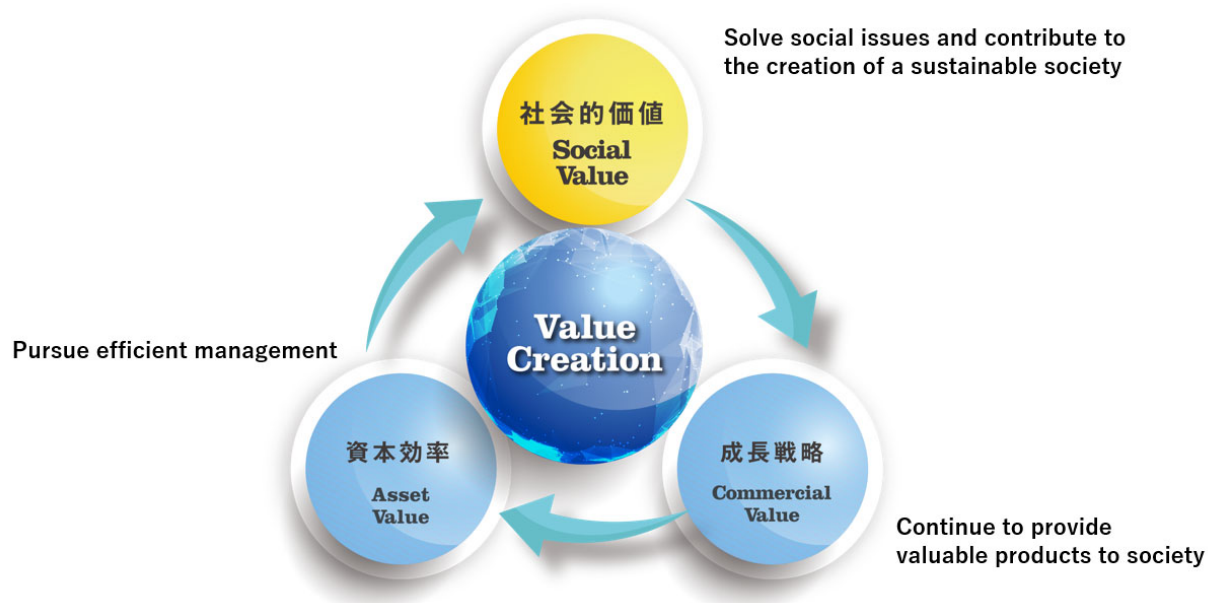 Solve social issues and contribute to
the creation of a sustainable society
社会的価値
Social
Value
Value
Creation
Pursue efficient management
資本効率
Asset
Value
成長戦略
Commercial
Value
Continue to provide
valuable products to society